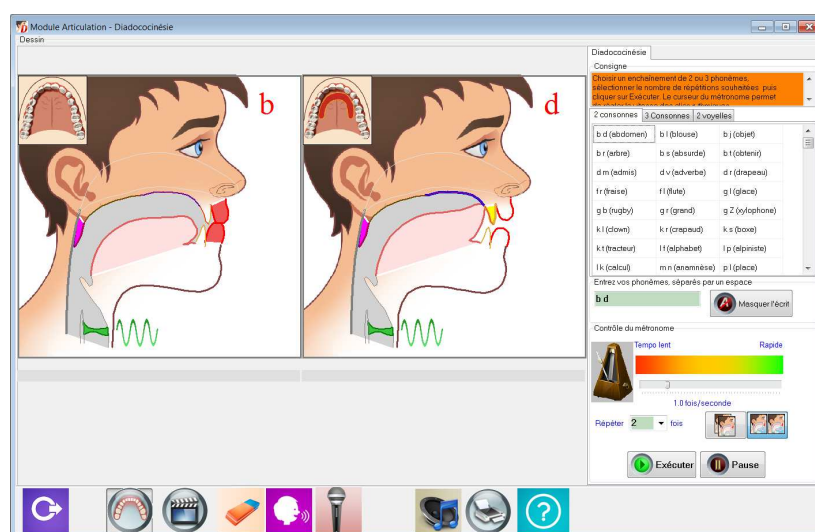 Module Articulation - Diadococinésie
Dessin
b
d
Diadococinésie
Consigne
Choisir un enchaînement de 2 ou 3 phonèmes,
sélectionner le nombre de répétitions souhaitées puis
cliquer sur Exécuter. Le curseur du métronome permet
2 consonnes 3 Consonnes 2 voyelles
b d (abdomen) b l (blouse) b j (objet)
b r (arbre) b s (absurde) b t (obtenir)
d m (admis) d v (adverbe) d r (drapeau)
f r (fraise) f l (flute) g l (glace)
g b (rugby) g r (grand) g Z (xylophone)
k l (clown) k r (crapaud) k s (boxe)
k t (tracteur) l f (alphabet) l p (alpiniste)
l k (calcul) m n (anamnèse) p l (place)
Entrez vos phonèmes, séparés par un espace
b d
A Masquer l'écrit
Contrôle du métronome
Tempo lent Rapide
1.0 fois/seconde
Répéter 2 fois
Exécuter Pause
?